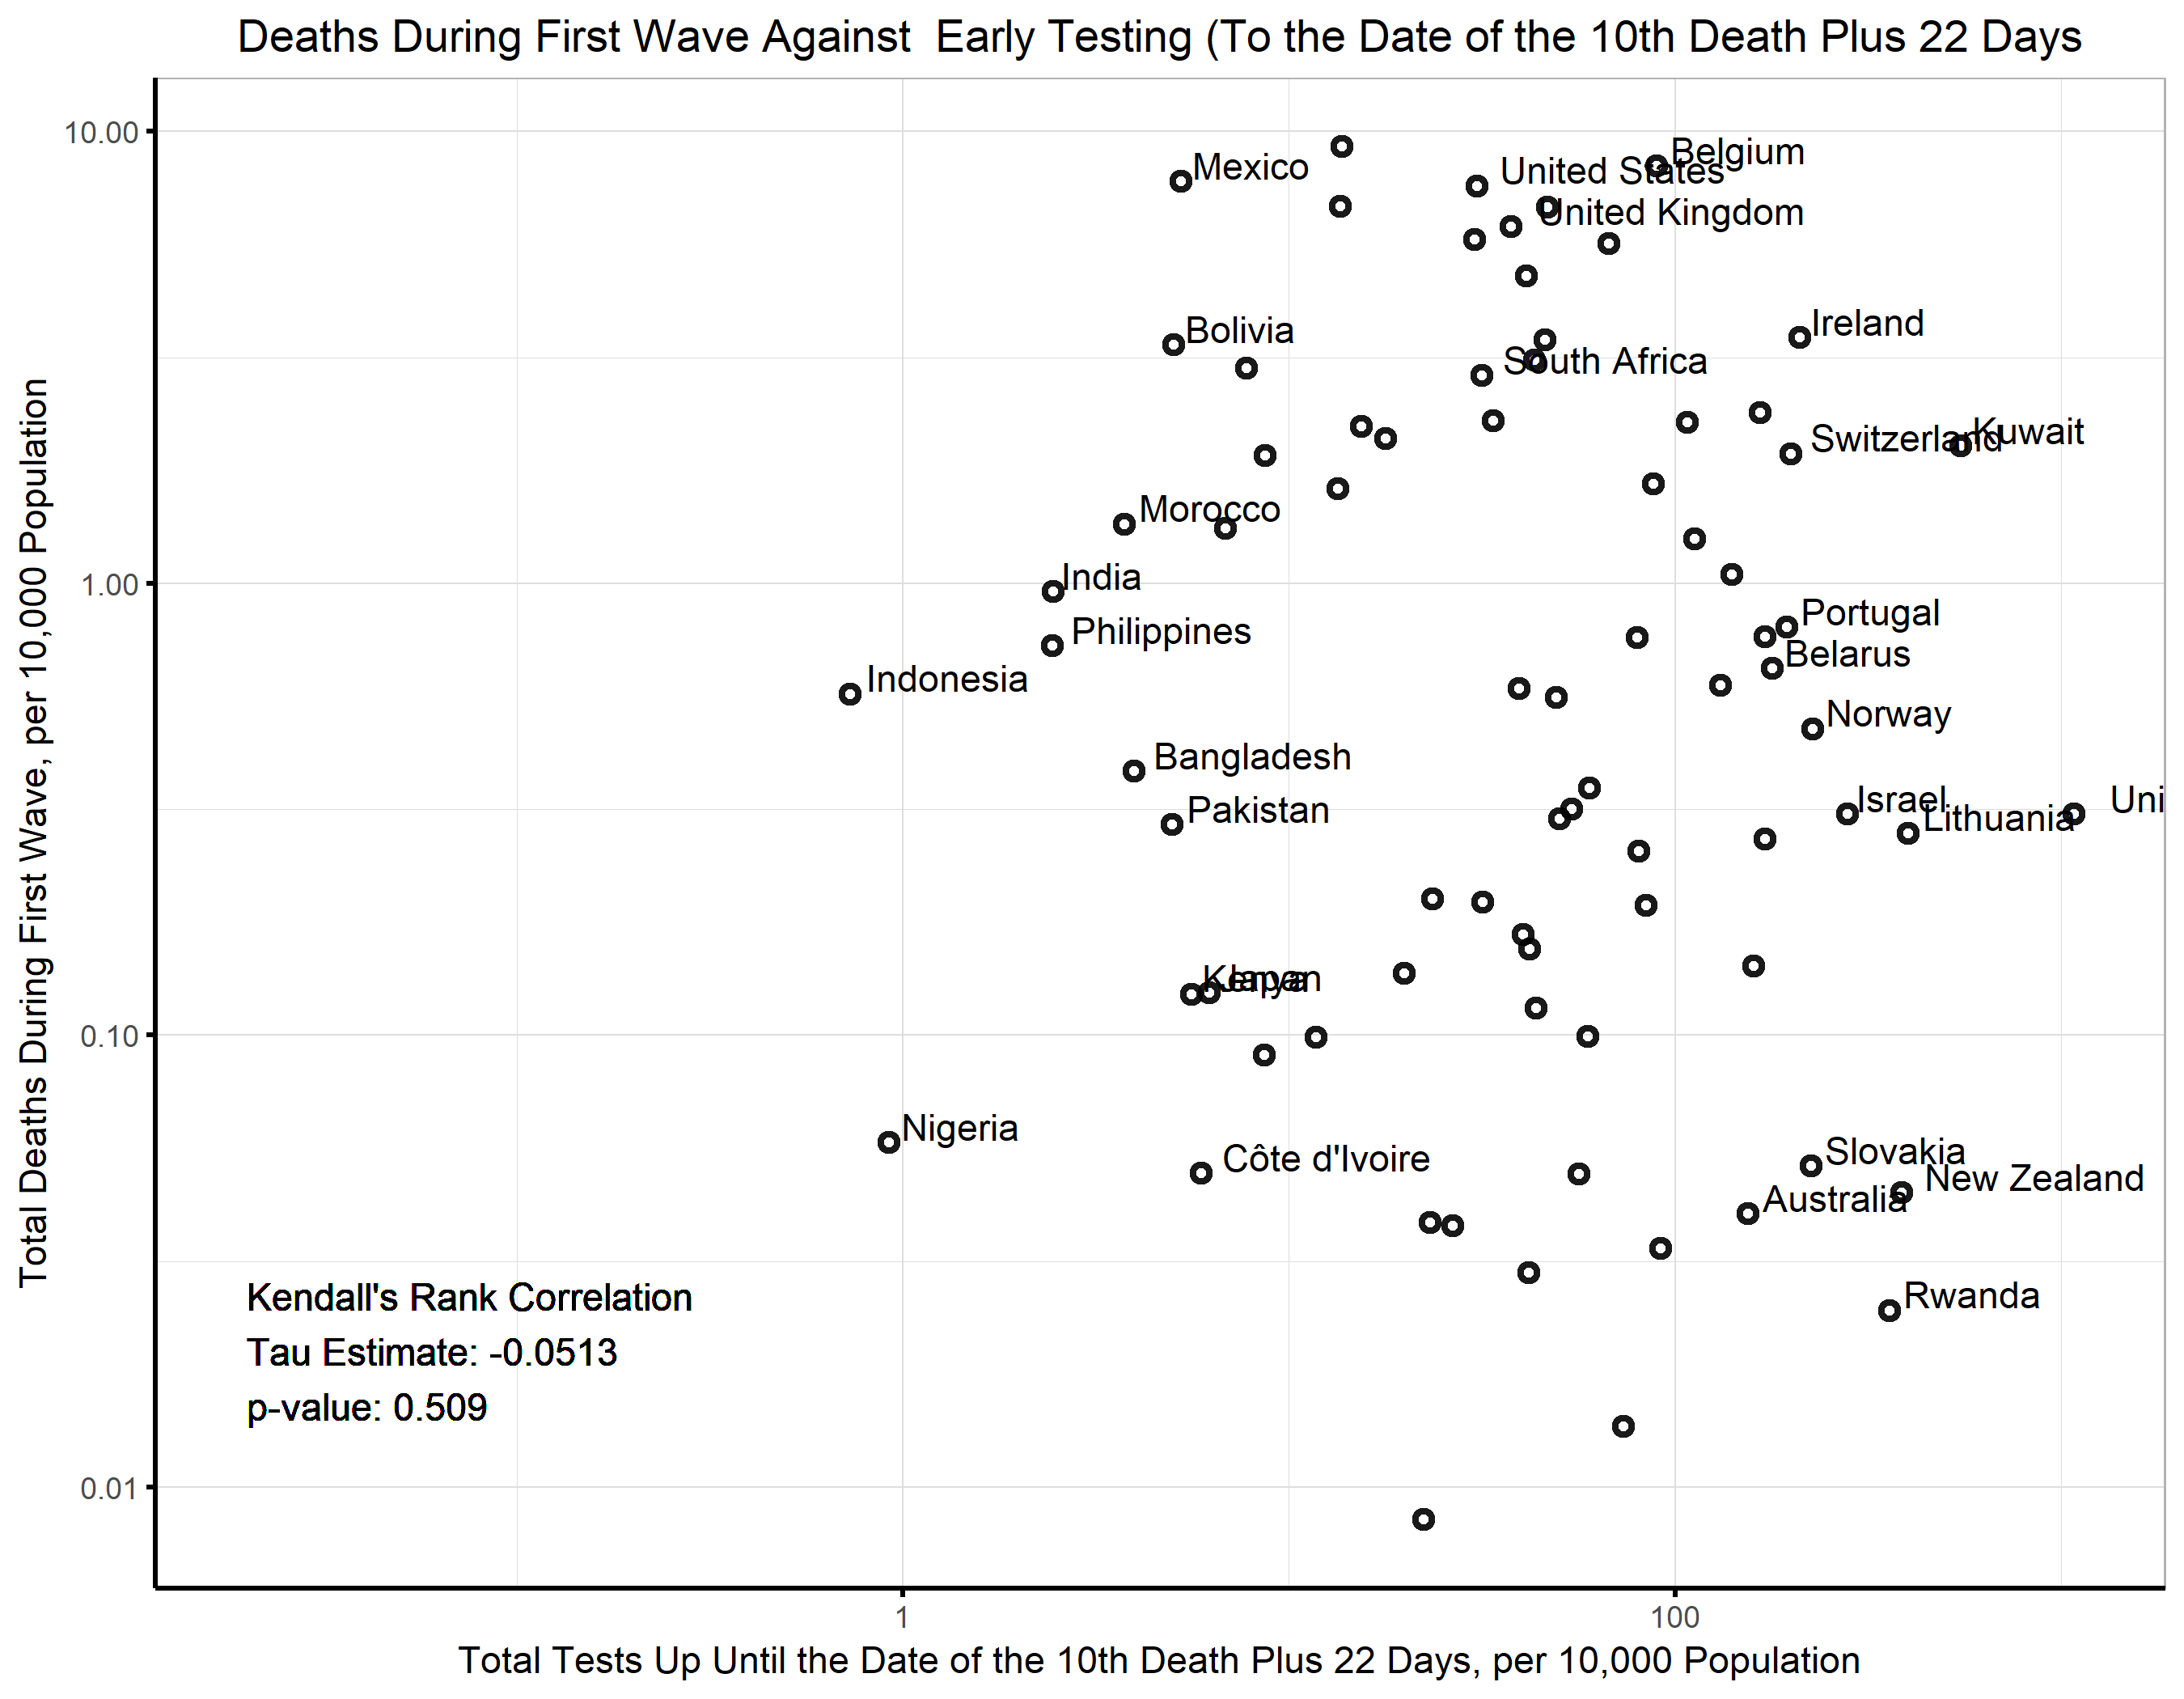 Deaths During First Wave Against  Early Testing (To the Date of the 10th Death Plus 22 Days
Total Deaths During First Wave, per 10,000 Population
10.00
1.00
0.10
0.01
Mexico
Belgium
United States
United Kingdom
Bolivia
Ireland
South Africa
Switzerland
Kuwait
Morocco
India
Philippines
Portugal
Belarus
Indonesia
Norway
Bangladesh
Pakistan
Israel
Lithuania
Uni
Kenya
Japan
Nigeria
Côte d'Ivoire
Slovakia
New Zealand
Australia
Rwanda
Kendall's Rank Correlation
Tau Estimate: -0.0513
p-value: 0.509
1
100
Total Tests Up Until the Date of the 10th Death Plus 22 Days, per 10,000 Population